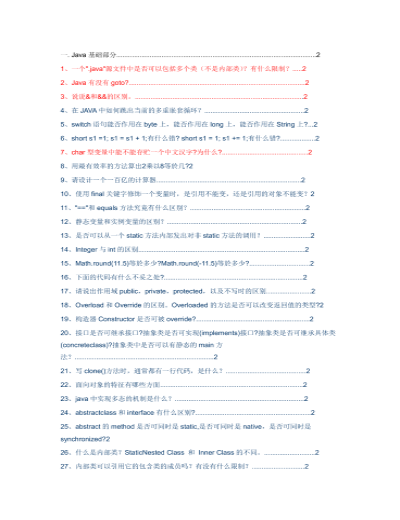 一. Java 基础部分........................................................................2
1、一个".java"源文件中是否可以包括多个类（不是内部类）？有什么限制？.....2
2、Java 有没有 goto?........................................................................2
3、说说&和&&的区别。........................................................................2
4、在 JAVA 中如何跳出当前的多重嵌套循环？........................................2
5、switch 语句能否作用在 byte 上，能否作用在 long 上，能否作用在 String 上?...2
6、short s1 =1; s1 = s1 + 1;有什么错? short s1 = 1; s1 += 1;有什么错?..................2
7、char 型变量中能不能存贮一个中文汉字?为什么?........................................2
8、用最有效率的方法算出2乘以8等於几?2
9、请设计一个一百亿的计算器........................................................................2
10、使用 final 关键字修饰一个变量时，是引用不能变，还是引用的对象不能变？2
11、"=="和 equals 方法究竟有什么区别？........................................2
12、静态变量和实例变量的区别？........................................2
13、是否可以从一个 static 方法内部发出对非 static 方法的调用？....................2
14、Integer 与 int 的区别........................................................................2
15、Math.round(11.5)等於多少?Math.round(-11.5)等於多少?..............................2
16、下面的代码有什么不妥之处?........................................................................2
17、请说出作用域 public，private，protected，以及不写时的区别....................2
18、Overload 和 Override 的区别。Overloaded 的方法是否可以改变返回值的类型?2
19、构造器 Constructor 是否可被 override?........................................2
20、接口是否可继承接口?抽象类是否可实现(implements)接口?抽象类是否可继承具体类
(concreteclass)?抽象类中是否可以有静态的 main 方
法？........................................................................2
21、写 clone()方法时，通常都有一行代码，是什么？........................................2
22、面向对象的特征有哪些方面........................................................................2
23、java 中实现多态的机制是什么？........................................................................2
24、abstractclass 和 interface 有什么区别?........................................................2
25、abstract 的 method 是否可同时是 static,是否可同时是 native，是否可同时是
synchronized?2
26、什么是内部类？StaticNested Class 和 Inner Class 的不同。.........................2
27、内部类可以引用它的包含类的成员吗？有没有什么限制？.........................2